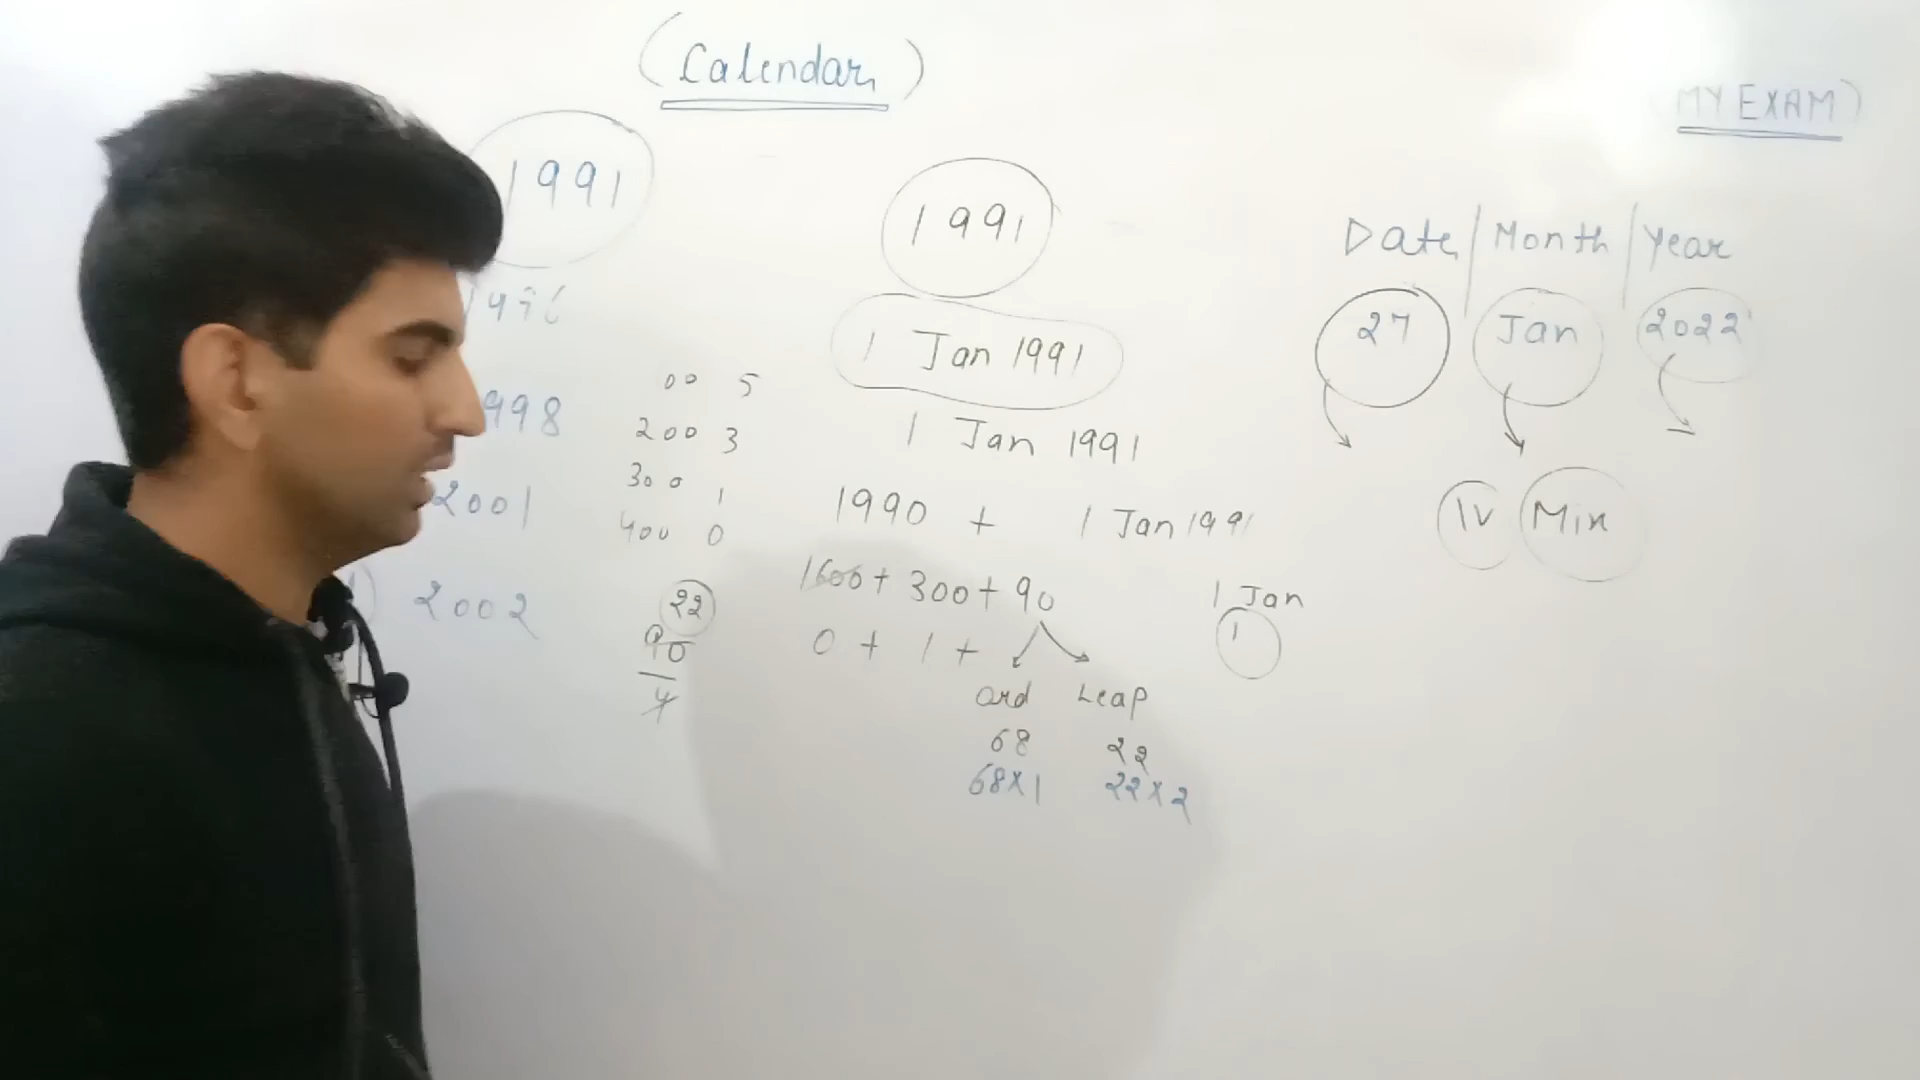 (Calendar)
MY EXAM)
1991
1998
2001
2002
00 5
200 3
300 1
400 0
22
90
4
1991
1 Jan 1991
1 Jan 1991
1990 + 1 Jan 1991
1600 + 300 + 90
0 + 1 +
ord Leap
68 22
68x1 22x2
1 Jan
1
Date/Month/Year
27 Jan 2022
IV Min